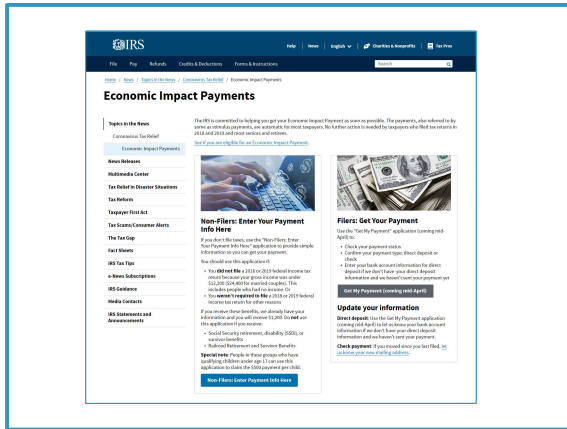 IRS
Help | News | English | Charities & Nonprofits | Tax Pros
File Pay Refunds Credits & Deductions Forms & Instructions Search
Home / News / Topics in the News / Coronavirus Tax Relief / Economic Impact Payments
Economic Impact Payments
Topics in the News
Coronavirus Tax Relief
Economic Impact Payments
News Releases
Multimedia Center
Tax Relief in Disaster Situations
Tax Reform
Taxpayer First Act
Tax Scams/Consumer Alerts
The Tax Gap
Fact Sheets
IRS Tax Tips
e-News Subscriptions
IRS Guidance
Media Contacts
IRS Statements and
Announcements
The IRS is committed to helping you get your Economic Impact Payment as soon as possible. The payments, also referred to by
some as stimulus payments, are automatic for most taxpayers. No further action is needed by taxpayers who filed tax returns in
2018 and 2019 and most seniors and retirees.
See if you are eligible for an Economic Impact Payment.
Non-Filers: Enter Your Payment
Info Here
If you don't file taxes, use the "Non-Filers: Enter
Your Payment Info Here" application to provide simple
information so you can get your payment.
You should use this application if:
• You did not file a 2018 or 2019 federal income tax
return because your gross income was under
$12,200 ($24,400 for married couples). This
includes people who had no income. Or
• You weren't required to file a 2018 or 2019 federal
income tax return for other reasons
If you receive these benefits, we already have your
information and you will receive $1,200. Do not use
this application if you receive:
• Social Security retirement, disability (SSDI), or
survivor benefits
• Railroad Retirement and Survivor Benefits
Special note: People in these groups who have
qualifying children under age 17 can use this
application to claim the $500 payment per child.
Non-Filers: Enter Payment Info Here
Filers: Get Your Payment
Use the "Get My Payment" application (coming mid-
April) to:
• Check your payment status
• Confirm your payment type: direct deposit or
check
• Enter your bank account information for direct
deposit if we don't have your direct deposit
information and we haven't sent your payment yet
Get My Payment (coming mid-April)
Update your information
Direct deposit: Use the Get My Payment application
(coming mid-April) to let us know your bank account
information if we don't have your direct deposit
information and we haven't sent your payment.
Check payment: If you moved since you last filed, let
us know your new mailing address.